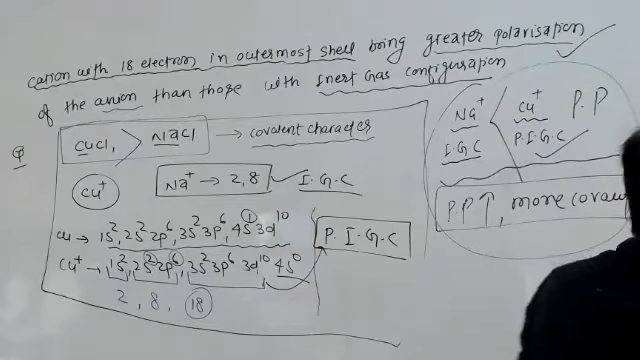 cation with 18 electron in outermost shell being greater polarisation
of the anion than those with Inert Gas configuration
Q CuCl, > NaCl → covalent character
Cu⁺ Na⁺ → 2,8 I.G.C
Cu → 1s², 2s² 2p⁶, 3s² 3p⁶, 4s① 3d¹⁰
Cu⁺ → 1s², 2s² 2p⁶, 3s² 3p⁶ 3d¹⁰ 4s⁰
2, 8, 18
P. I.G.C
Na⁺ < Cu⁺ P.P
I.G.C P.I.G.C
P.P ↑, more cova